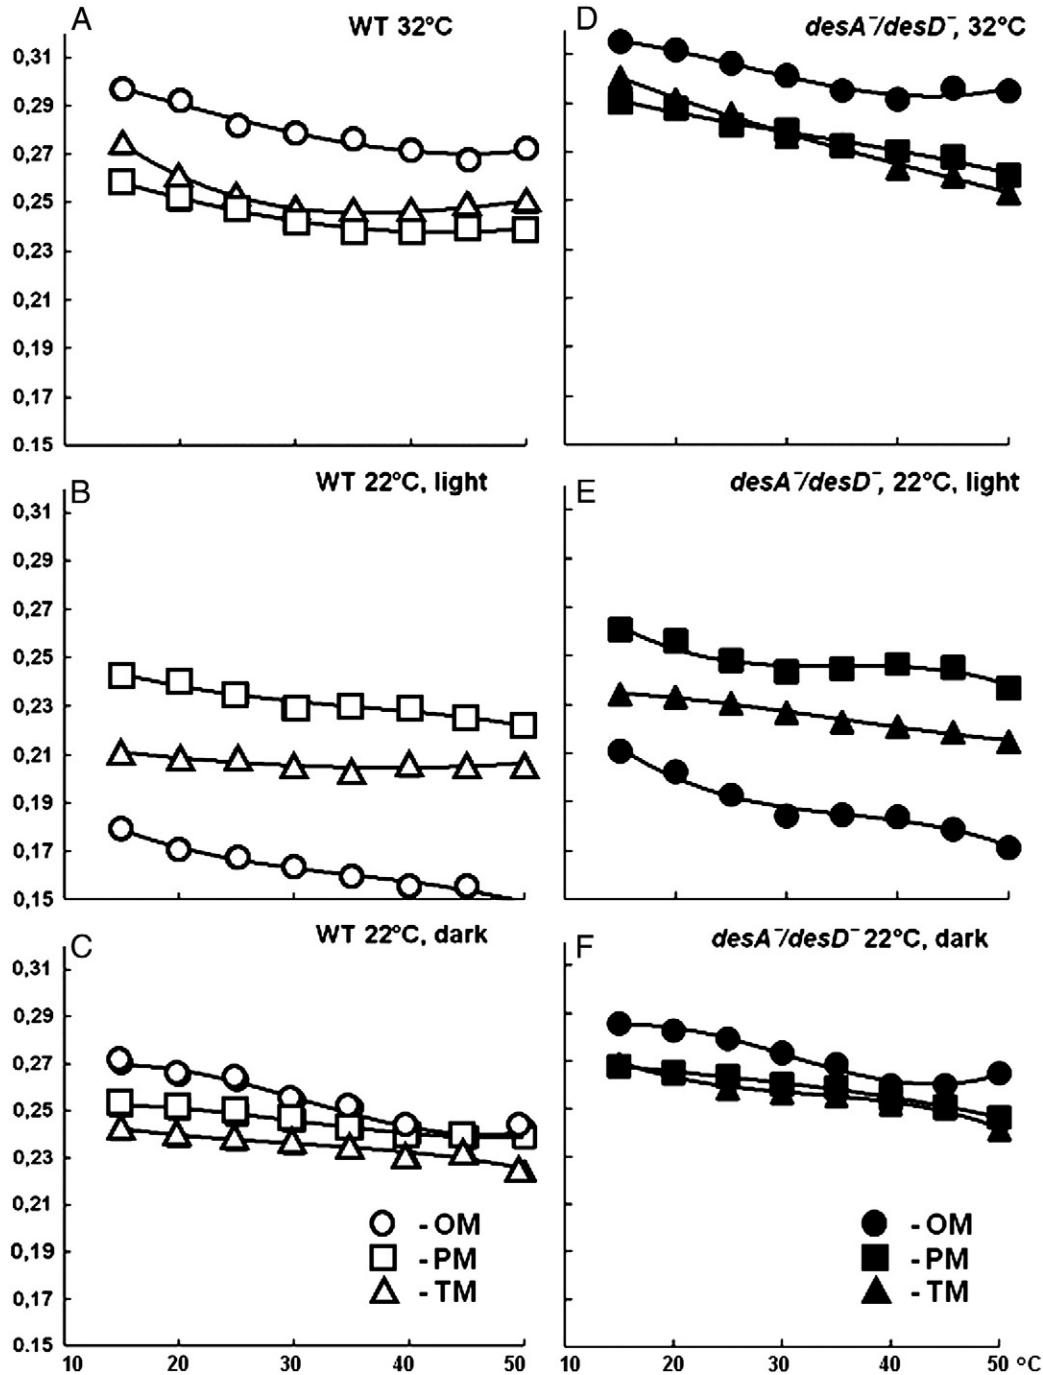 A
WT 32°C
0,31
0,29
0,27
0,25
0,23
0,21
0,19
0,17
0.15
D
desA⁻/desD⁻, 32°C
B
WT 22°C, light
0,31
0,29
0,27
0,25
0,23
0,21
0,19
0,17
0,15
E
desA⁻/desD⁻, 22°C, light
C
WT 22°C, dark
0,31
0,29
0,27
0,25
0,23
0,21
0,19
0,17
0.15
- OM
- PM
- TM
10 20 30 40 50
F
desA⁻/desD⁻ 22°C, dark
- OM
- PM
- TM
10 20 30 40 50 °C